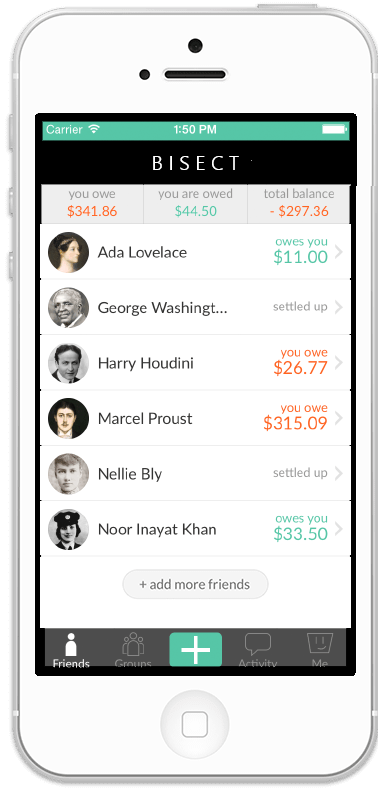 Carrier 1:50 PM
BISECT
you owe you are owed total balance
$341.86 $44.50 - $297.36
owes you
Ada Lovelace $11.00
George Washingt... settled up
you owe
Harry Houdini $26.77
you owe
Marcel Proust $315.09
Nellie Bly settled up
owes you
Noor Inayat Khan $33.50
+ add more friends
Friends Groups Activity Me